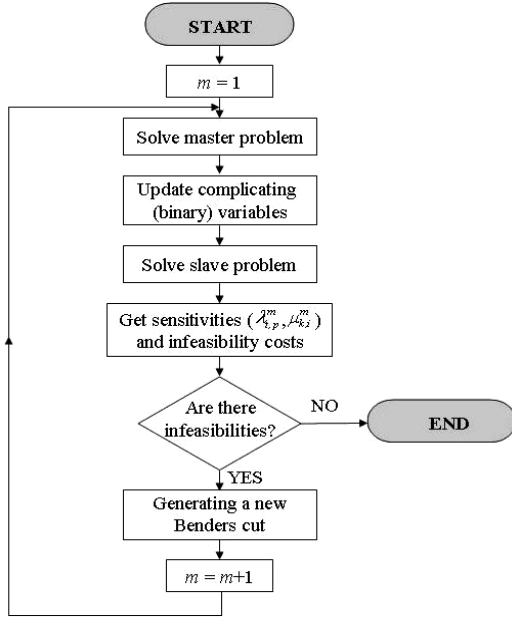 START
m = 1
Solve master problem
Update complicating
(binary) variables
Solve slave problem
Get sensitivities (λ^m_{i,p}, μ^m_{k,i})
and infeasibility costs
Are there
infeasibilities?
NO
END
YES
Generating a new
Benders cut
m = m+1